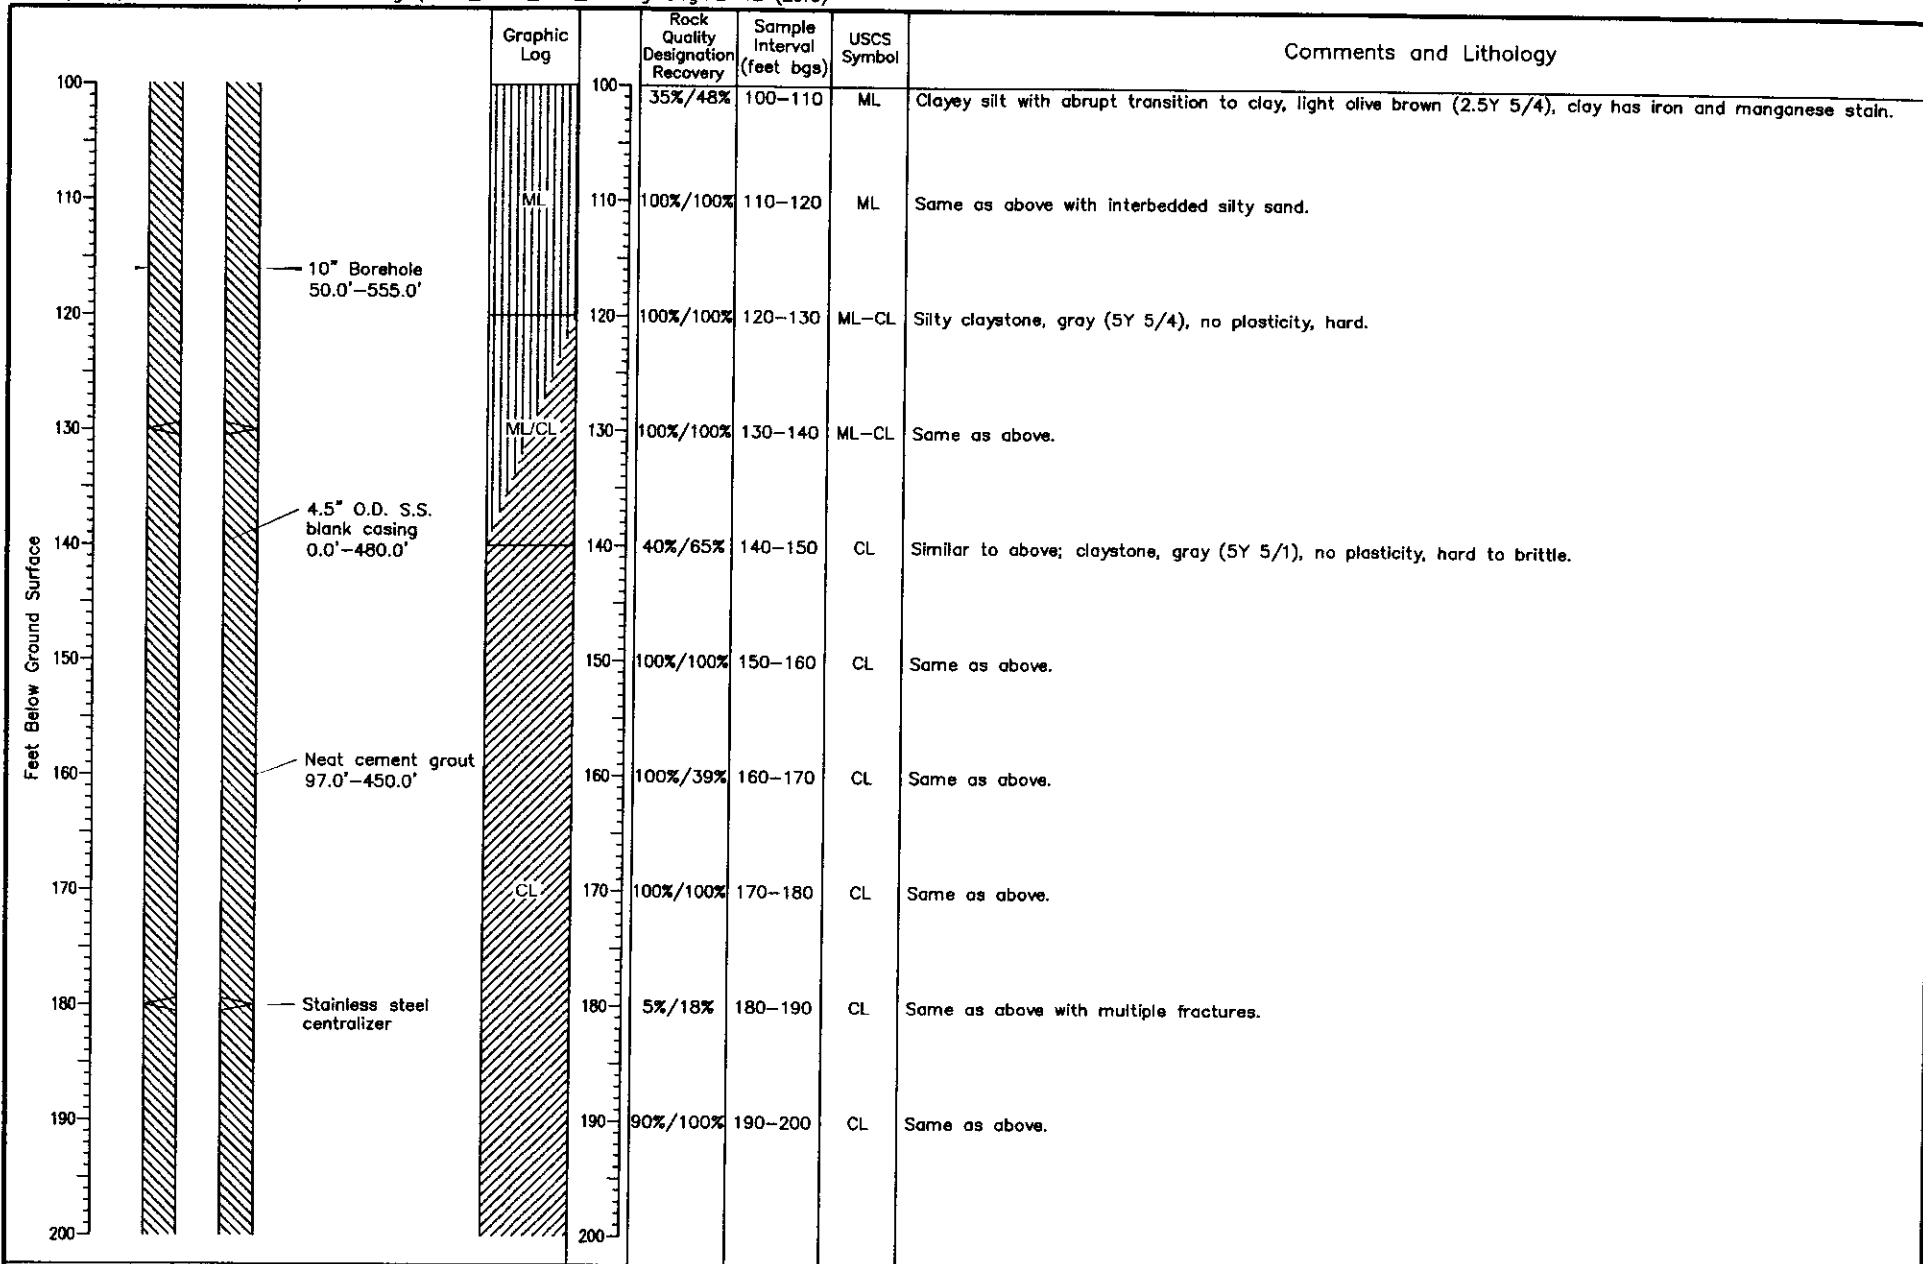 Graphic Log
Rock Quality Designation Recovery
Sample Interval (feet bgs)
USCS Symbol
Comments and Lithology
Feet Below Ground Surface
100
110
120
130
140
150
160
170
180
190
200
10" Borehole
50.0'–555.0'
4.5" O.D. S.S.
blank casing
0.0'–480.0'
Neat cement grout
97.0'–450.0'
Stainless steel
centralizer
ML
ML/CL
CL
100
110
120
130
140
150
160
170
180
190
200
35%/48% 100–110 ML Clayey silt with abrupt transition to clay, light olive brown (2.5Y 5/4), clay has iron and manganese stain.
100%/100% 110–120 ML Same as above with interbedded silty sand.
100%/100% 120–130 ML–CL Silty claystone, gray (5Y 5/4), no plasticity, hard.
100%/100% 130–140 ML–CL Same as above.
40%/65% 140–150 CL Similar to above; claystone, gray (5Y 5/1), no plasticity, hard to brittle.
100%/100% 150–160 CL Same as above.
100%/39% 160–170 CL Same as above.
100%/100% 170–180 CL Same as above.
5%/18% 180–190 CL Same as above with multiple fractures.
90%/100% 190–200 CL Same as above.